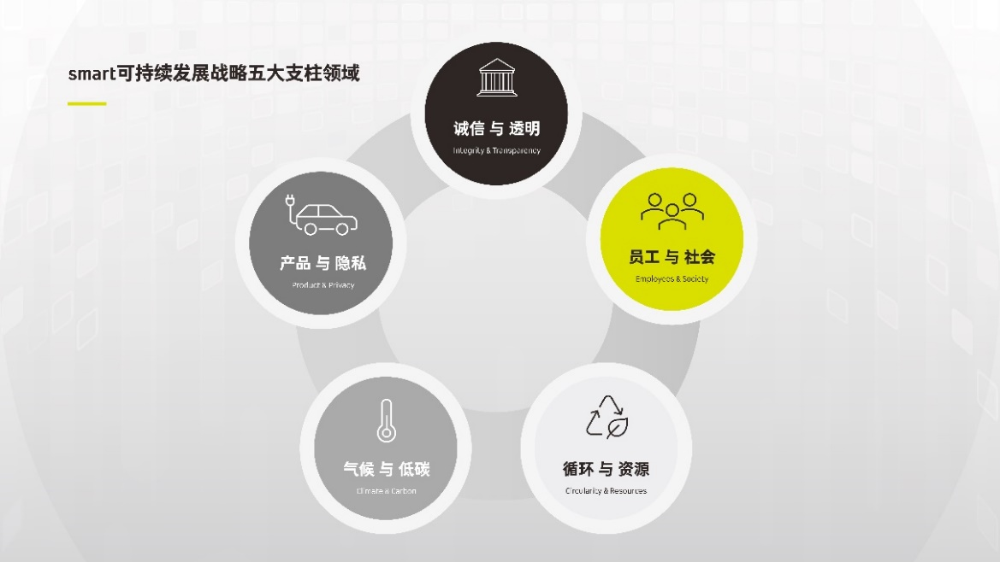 smart可持续发展战略五大支柱领域
诚信 与 透明
Integrity & Transparency
员工 与 社会
Employees & Society
循环 与 资源
Circularity & Resources
气候 与 低碳
Climate & Carbon
产品 与 隐私
Product & Privacy